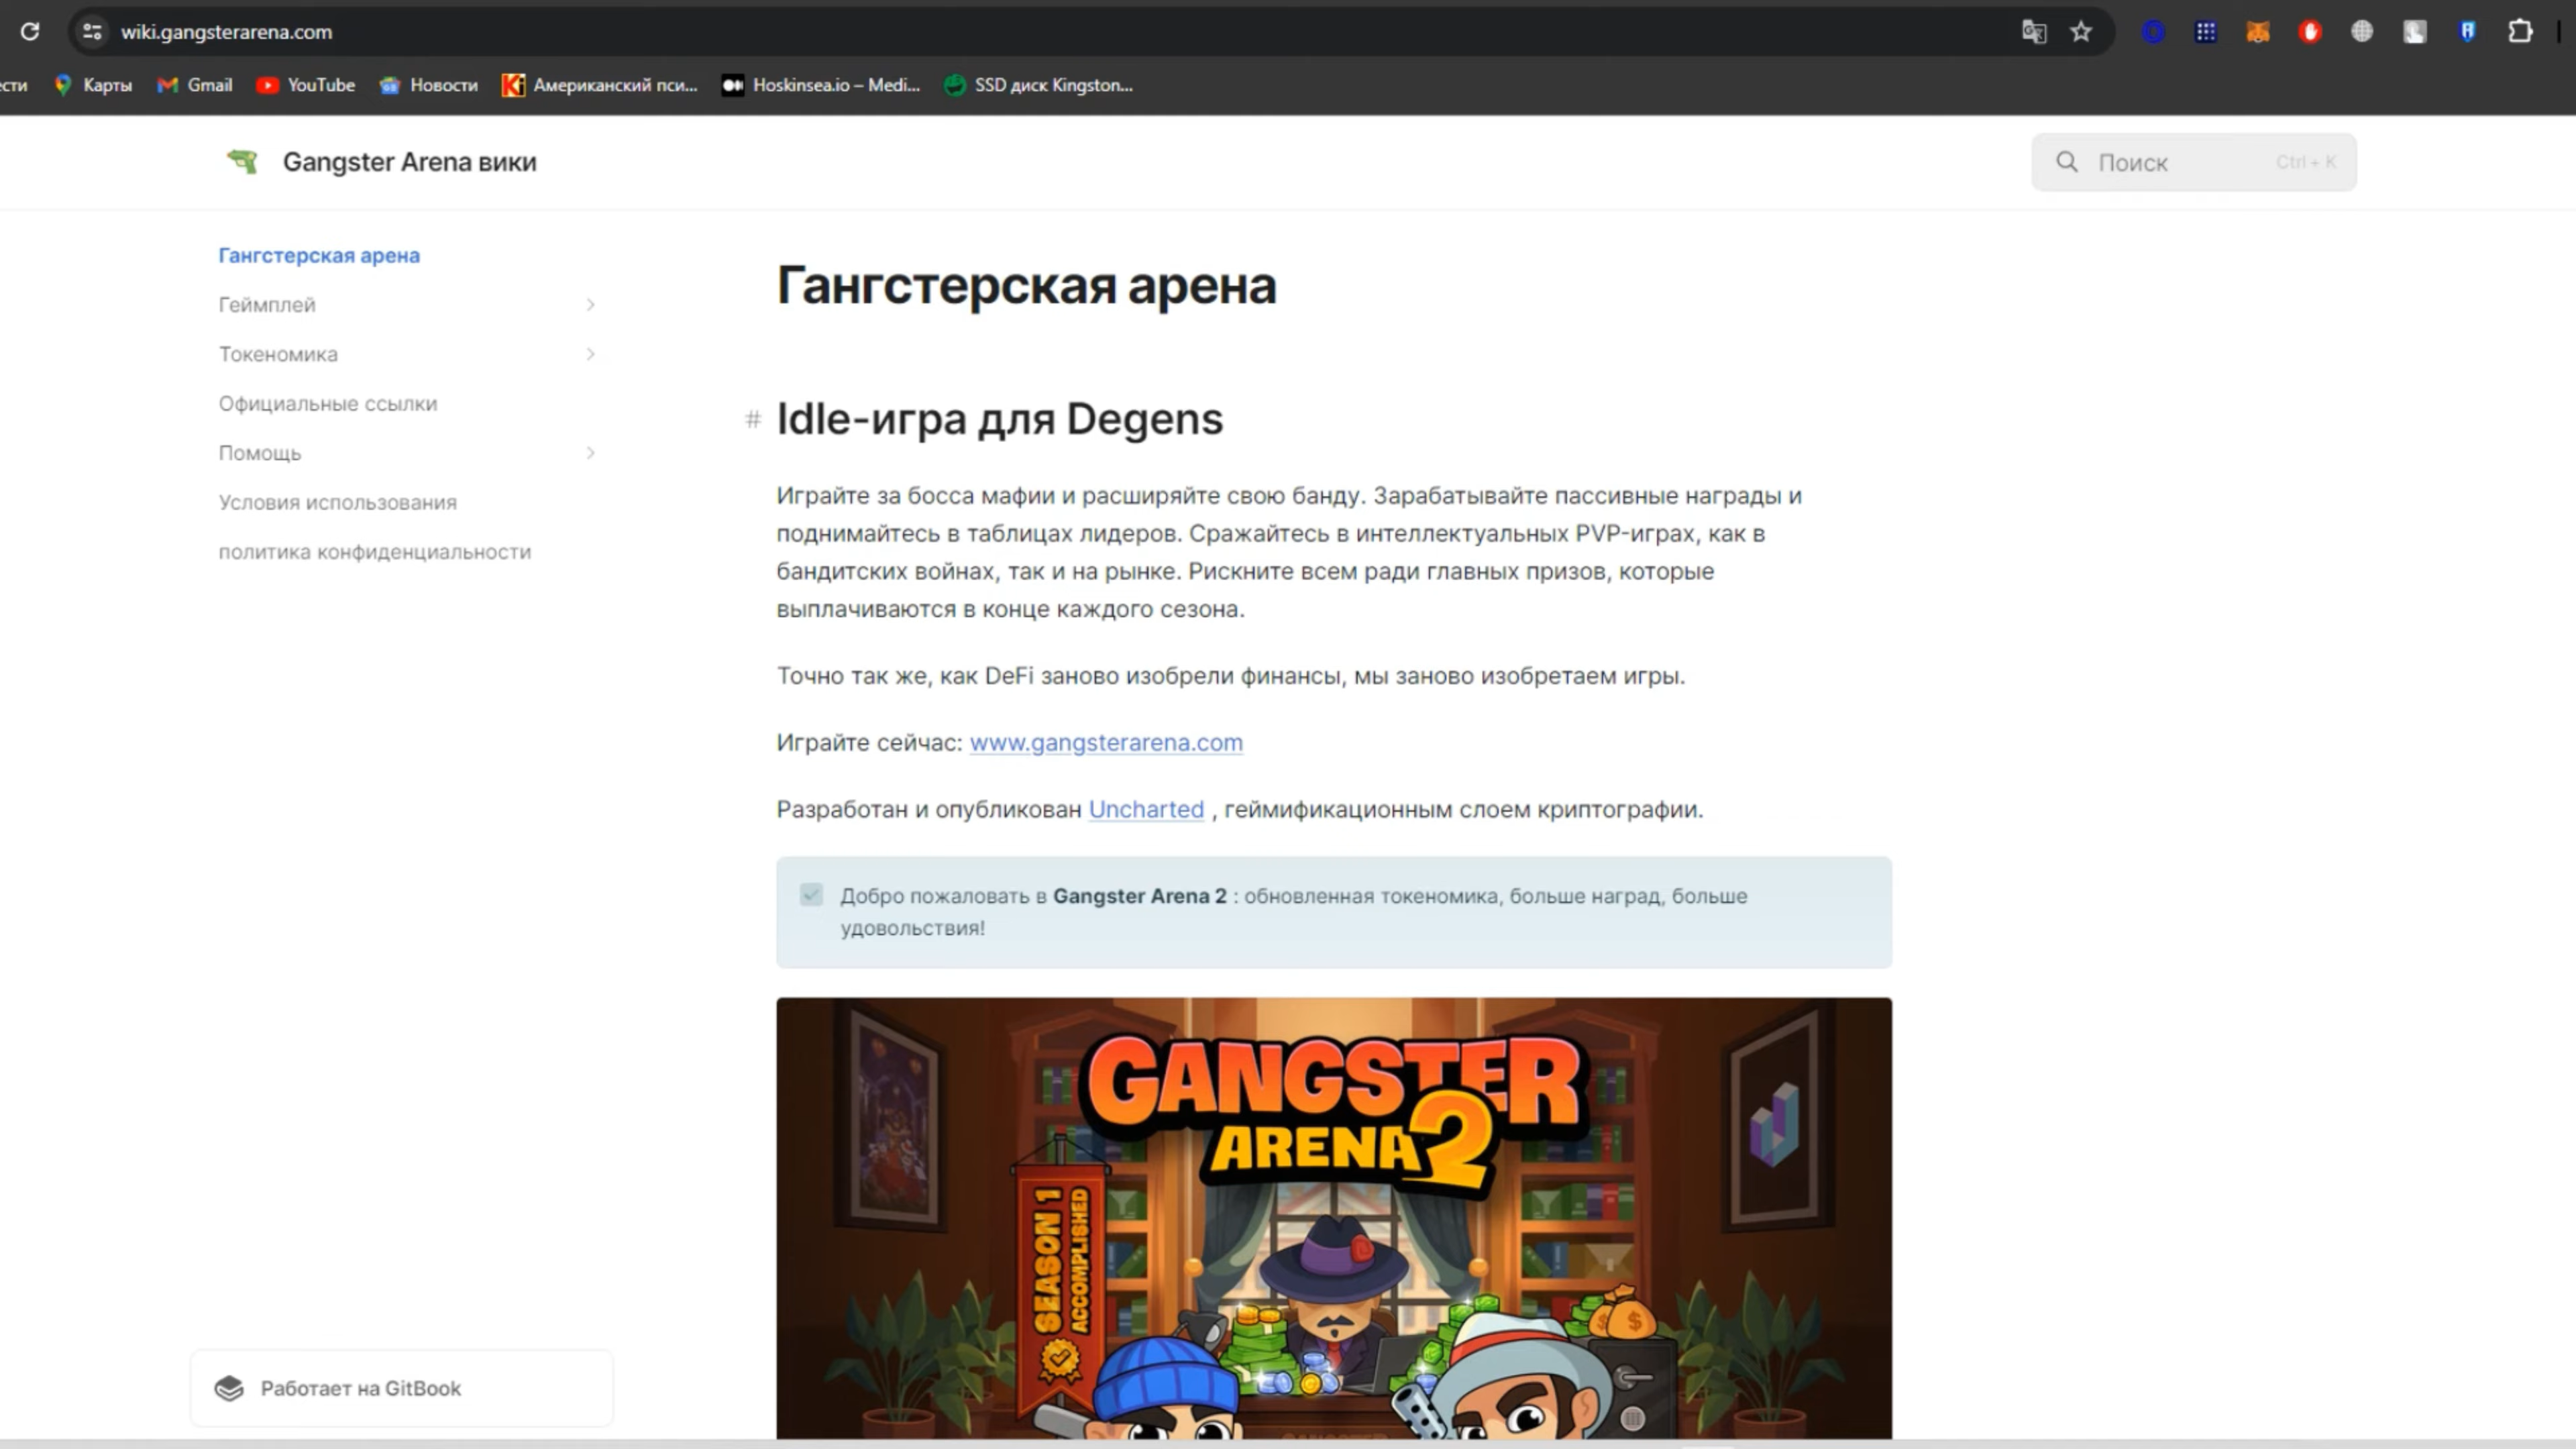 wiki.gangsterarena.com
ести Карты Gmail YouTube Новости Американский пси... Hoskinsea.io – Medi... SSD диск Kingston...
Gangster Arena вики
Поиск Ctrl + K
Гангстерская арена
Геймплей
Токеномика
Официальные ссылки
Помощь
Условия использования
политика конфиденциальности
Гангстерская арена
# Idle-игра для Degens
Играйте за босса мафии и расширяйте свою банду. Зарабатывайте пассивные награды и
поднимайтесь в таблицах лидеров. Сражайтесь в интеллектуальных PVP-играх, как в
бандитских войнах, так и на рынке. Рискните всем ради главных призов, которые
выплачиваются в конце каждого сезона.
Точно так же, как DeFi заново изобрели финансы, мы заново изобретаем игры.
Играйте сейчас: www.gangsterarena.com
Разработан и опубликован Uncharted , геймификационным слоем криптографии.
Добро пожаловать в Gangster Arena 2 : обновленная токеномика, больше наград, больше
удовольствия!
GANGSTER
ARENA 2
SEASON 1
ACCOMPLISHED
Работает на GitBook